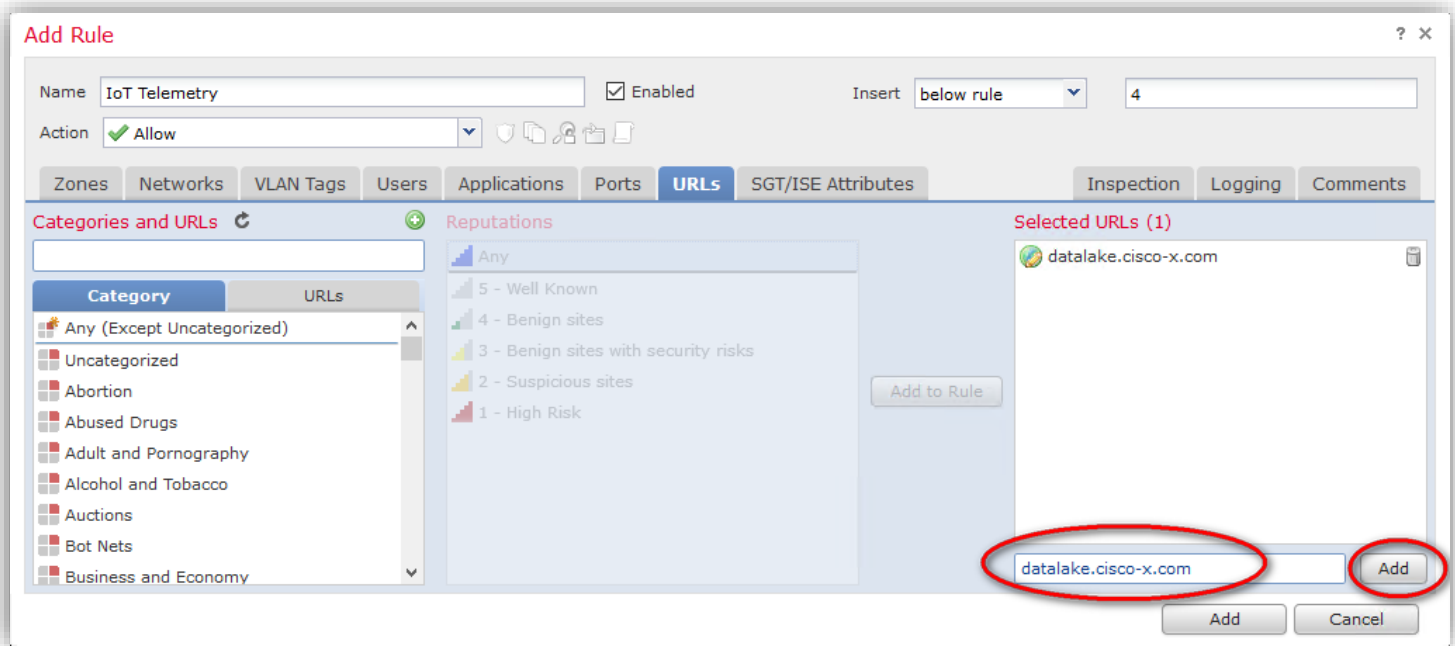 Add Rule ?
Name IoT Telemetry Enabled Insert below rule 4
Action Allow
Zones Networks VLAN Tags Users Applications Ports URLs SGT/ISE Attributes Inspection Logging Comments
Categories and URLs Reputations Selected URLs (1)
Any datalake.cisco-x.com
Category URLs 5 - Well Known
Any (Except Uncategorized) 4 - Benign sites
Uncategorized 3 - Benign sites with security risks
Abortion 2 - Suspicious sites Add to Rule
Abused Drugs 1 - High Risk
Adult and Pornography
Alcohol and Tobacco
Auctions
Bot Nets
Business and Economy datalake.cisco-x.com Add
Add Cancel